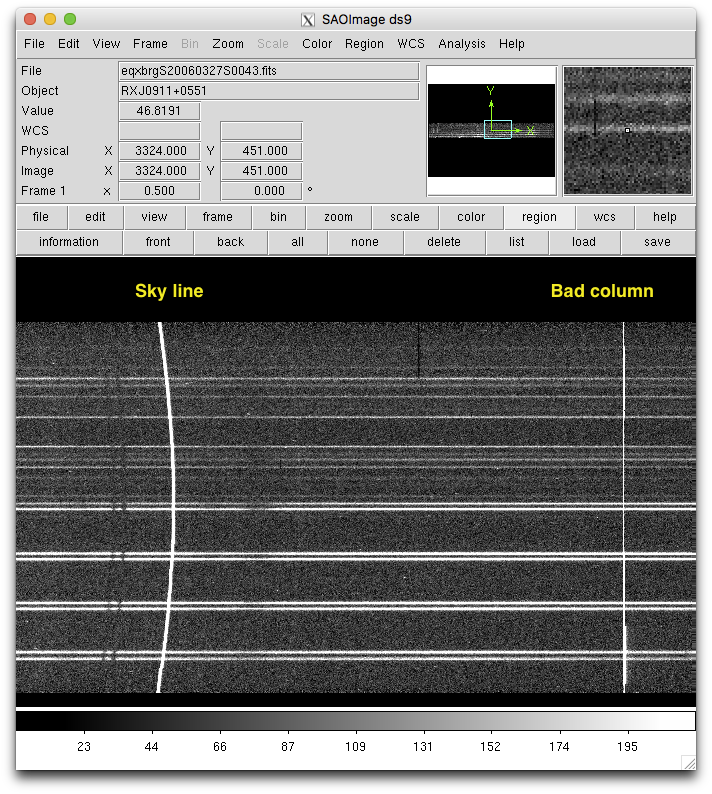 SAOImage ds9
File Edit View Frame Bin Zoom Scale Color Region WCS Analysis Help
File eqxbrgS20060327S0043.fits
Object RXJ0911+0551
Value 46.8191
WCS
Physical X 3324.000 Y 451.000
Image X 3324.000 Y 451.000
Frame 1 x 0.500 0.000 °
Y
X
file edit view frame bin zoom scale color region wcs help
information front back all none delete list load save
Sky line Bad column
23 44 66 87 109 131 152 174 195